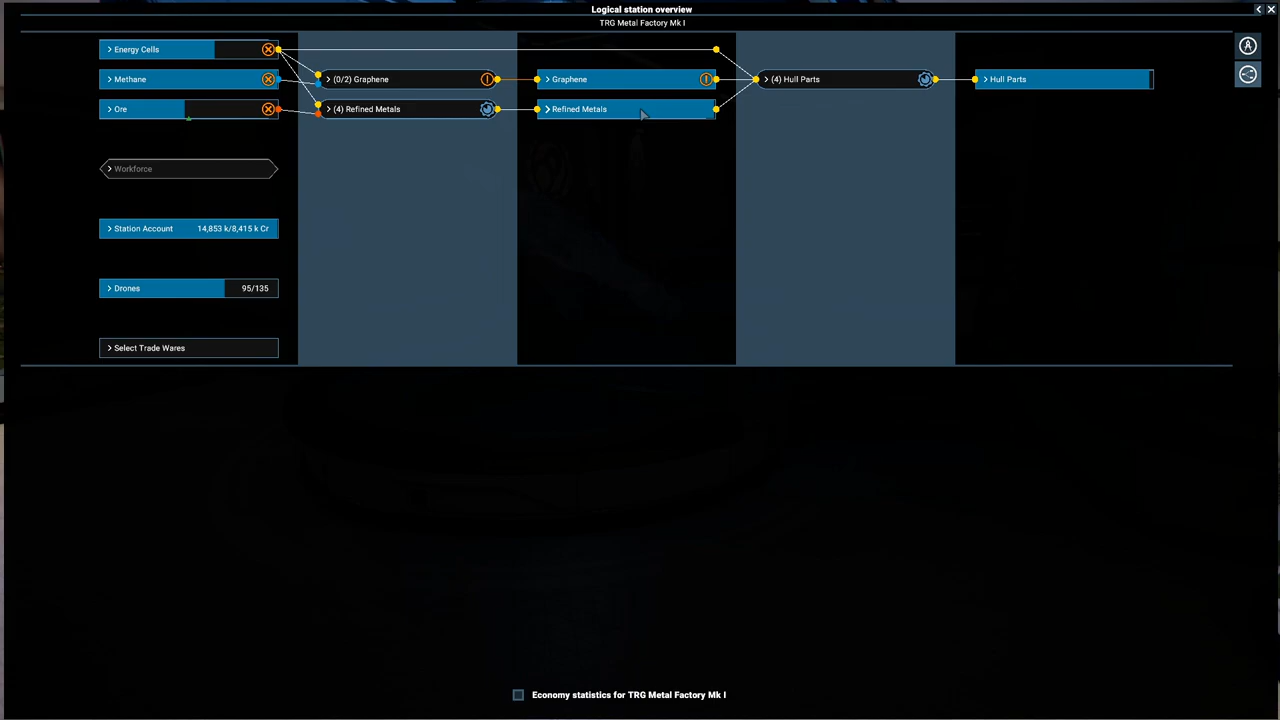 Logical station overview
TRG Metal Factory Mk I
Energy Cells
Methane
(0/2) Graphene
Graphene
(4) Hull Parts
Hull Parts
Ore
(4) Refined Metals
Refined Metals
Workforce
Station Account 14,853 k/8,415 k Cr
Drones 95/135
Select Trade Wares
Economy statistics for TRG Metal Factory Mk I